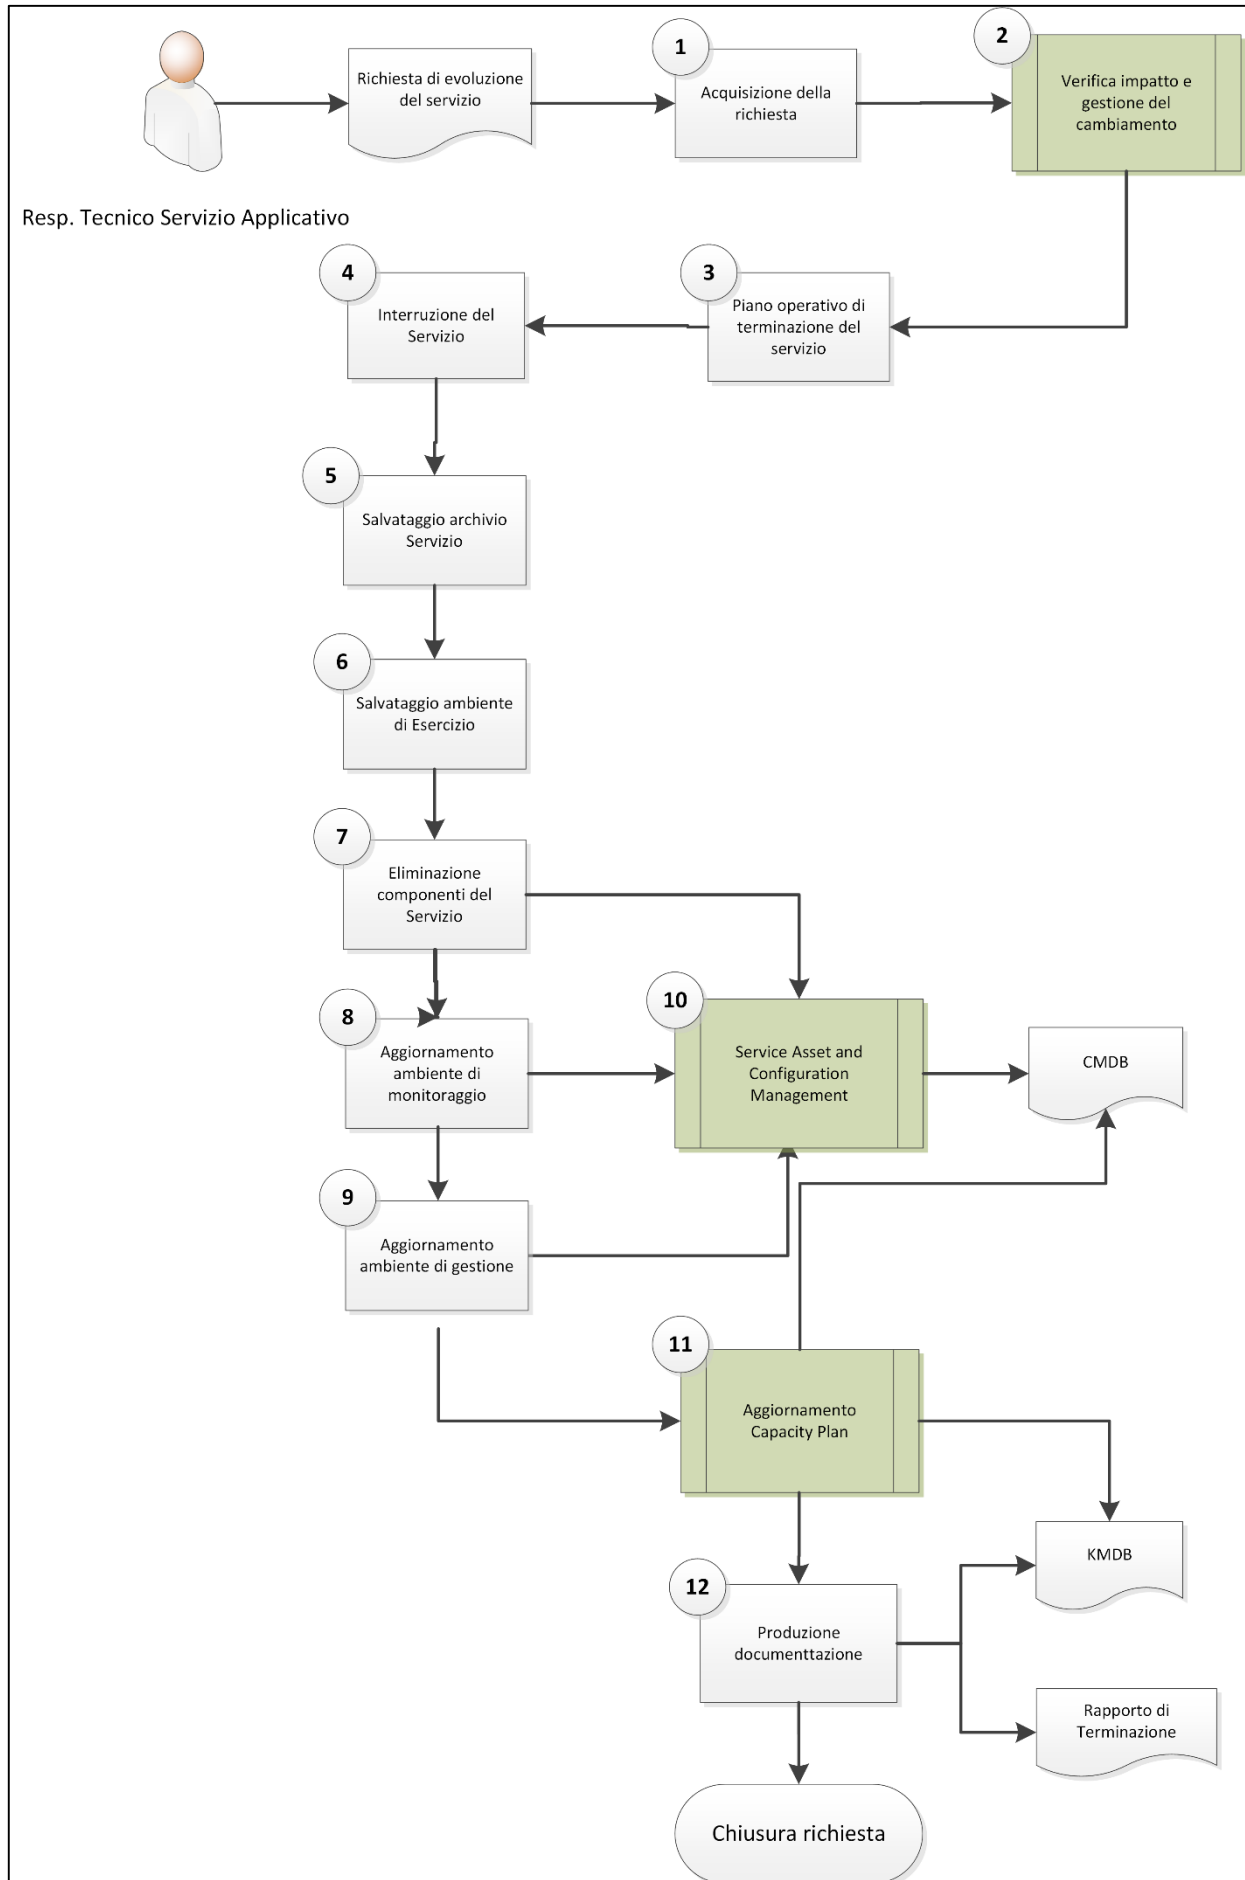 Richiesta di evoluzione
del servizio
1
Acquisizione della
richiesta
2
Verifica impatto e
gestione del
cambiamento
Resp. Tecnico Servizio Applicativo
4
Interruzione del
Servizio
3
Piano operativo di
terminazione del
servizio
5
Salvataggio archivio
Servizio
6
Salvataggio ambiente
di Esercizio
7
Eliminazione
componenti del
Servizio
8
Aggiornamento
ambiente di
monitoraggio
10
Service Asset and
Configuration
Management
CMDB
9
Aggiornamento
ambiente di gestione
11
Aggiornamento
Capacity Plan
KMDB
12
Produzione
documenttazione
Rapporto di
Terminazione
Chiusura richiesta